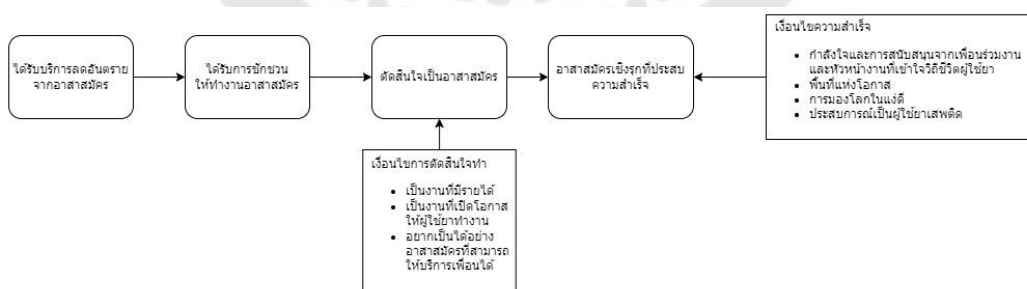 ได้รับบริการลดอันตราย
จากอาสาสมัคร
ได้รับการชักชวน
ให้ทำงานอาสาสมัคร
ตัดสินใจเป็นอาสาสมัคร
อาสาสมัครเชิงรุกที่ประสบ
ความสำเร็จ
เงื่อนไขความสำเร็จ
กำลังใจและการสนับสนุนจากเพื่อนร่วมงาน
และหัวหน้างานที่เข้าใจวิถีชีวิตผู้ใช้ยา
พื้นที่แห่งโอกาส
การมองโลกในแง่ดี
ประสบการณ์เป็นผู้ใช้ยาเสพติด
เงื่อนไขการตัดสินใจทำ
เป็นงานที่มีรายได้
เป็นงานที่เปิดโอกาส
ให้ผู้ใช้ยาทำงาน
อยากเป็นได้อย่าง
อาสาสมัครที่สามารถ
ให้บริการเพื่อนได้